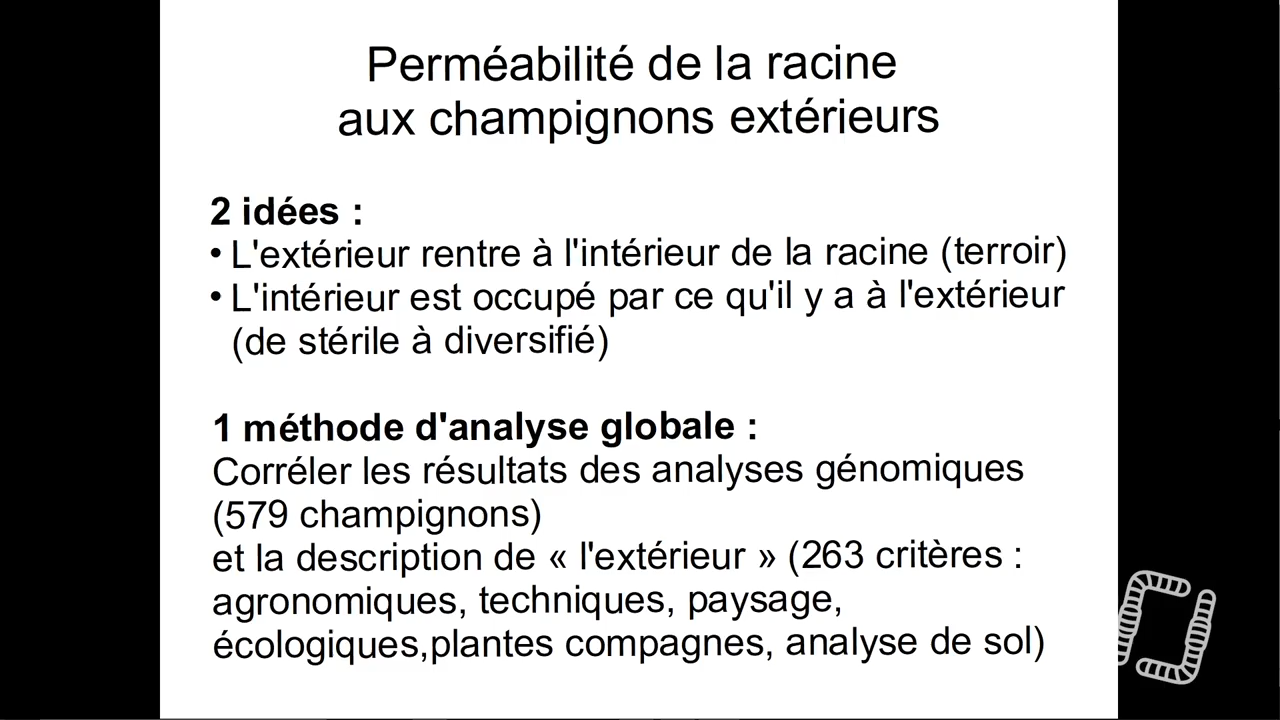 Perméabilité de la racine
aux champignons extérieurs
2 idées :
• L'extérieur rentre à l'intérieur de la racine (terroir)
• L'intérieur est occupé par ce qu'il y a à l'extérieur
(de stérile à diversifié)
1 méthode d'analyse globale :
Corréler les résultats des analyses génomiques
(579 champignons)
et la description de « l'extérieur » (263 critères :
agronomiques, techniques, paysage,
écologiques,plantes compagnes, analyse de sol)